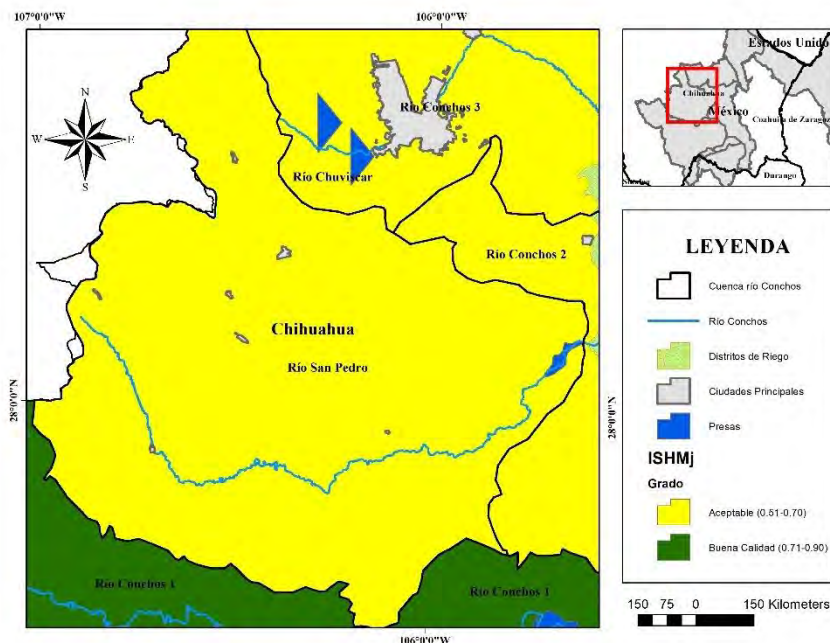 107°0'0"W
106°0'0"W
N
W
E
S
Río Conchos 3
Río Chuviscar
Río Conchos 2
Chihuahua
Río San Pedro
28°0'0"N
28°0'0"N
Río Conchos 1
Río Conchos 1
106°0'0"W
Estados Unido
Chihuahua
México
Coahuila de Zaragoz
Durango
LEYENDA
Cuenca río Conchos
Río Conchos
Distritos de Riego
Ciudades Principales
Presas
ISHMj
Grado
Aceptable (0.51-0.70)
Buena Calidad (0.71-0.90)
150 75 0 150 Kilometers